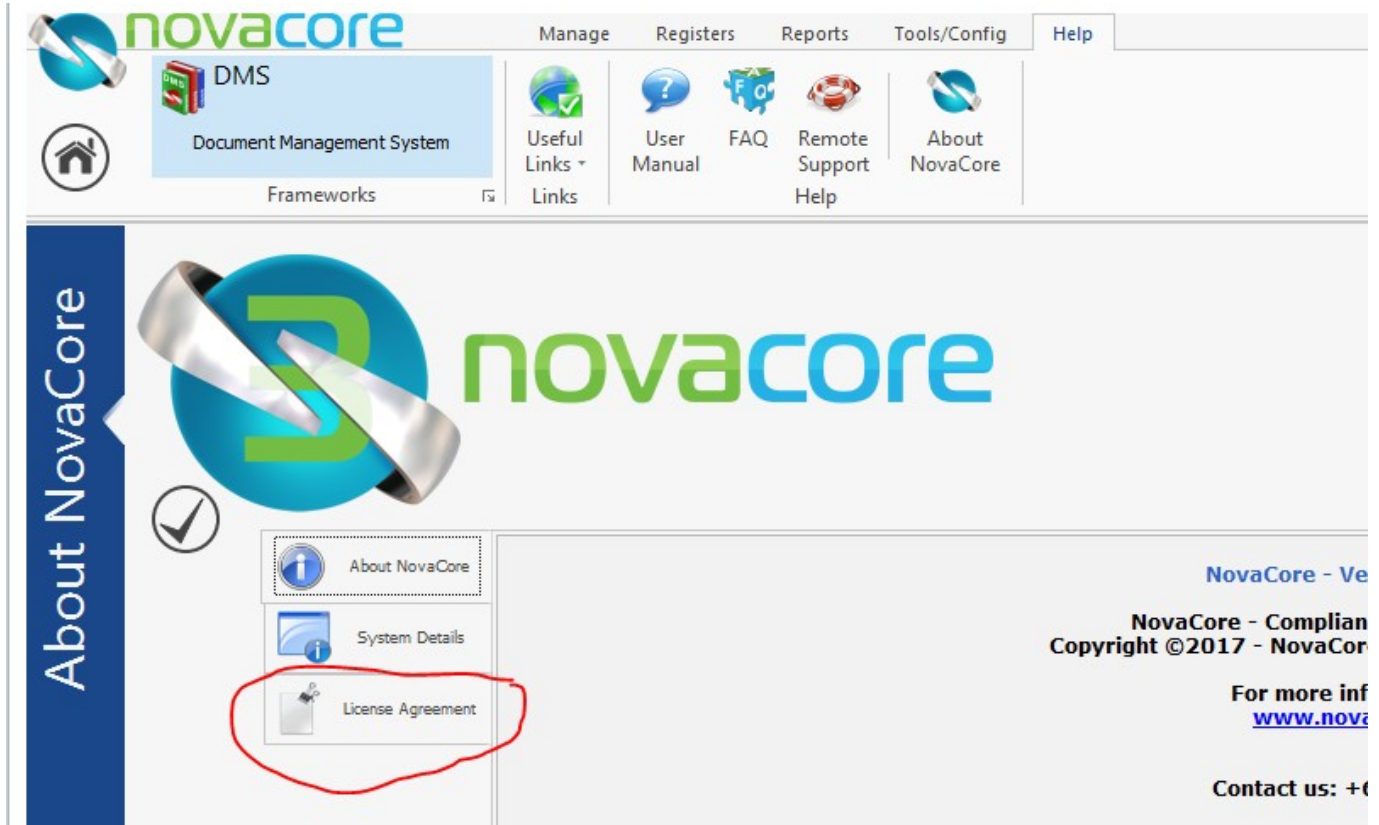 novacore
Manage Registers Reports Tools/Config Help
DMS
Document Management System
Frameworks
Useful
Links
Links
User
Manual
FAQ
Remote
Support
Help
About
NovaCore
About NovaCore
3
novacore
About NovaCore
System Details
License Agreement
NovaCore - Ve
NovaCore - Complian
Copyright ©2017 - NovaCor
For more inf
www.nova
Contact us: +6